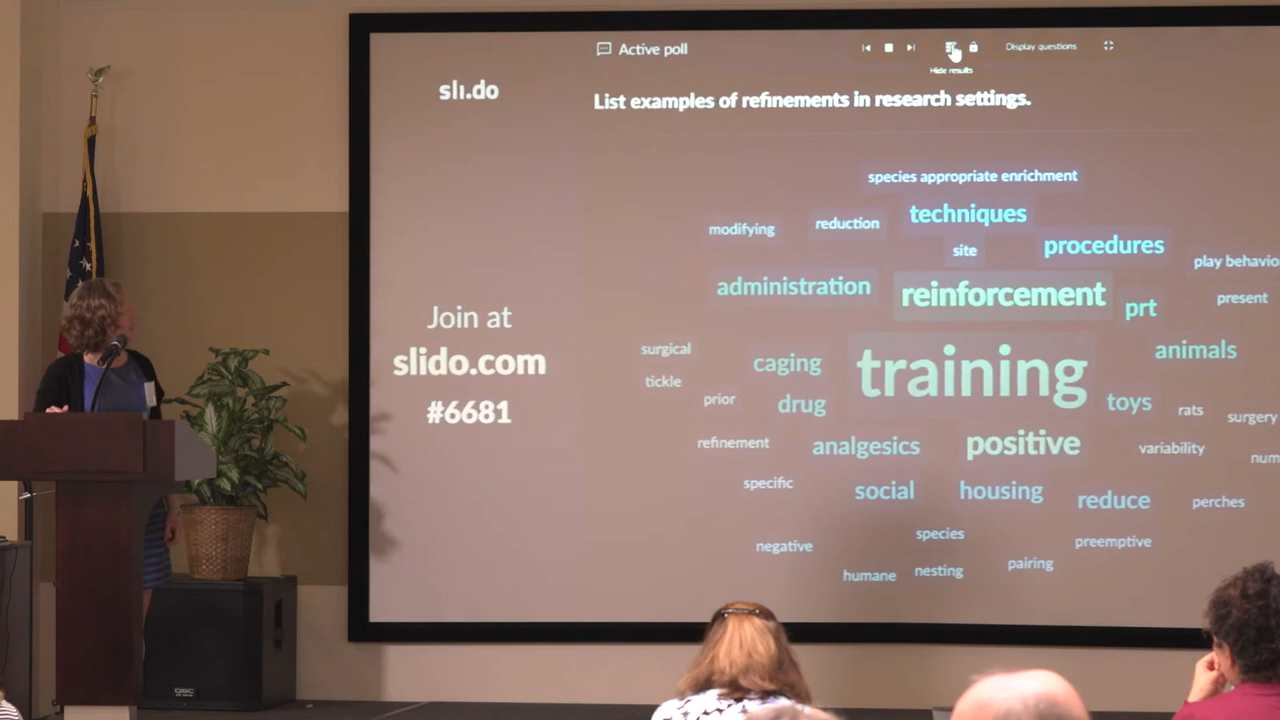 Active poll
Display questions
Hide results
sli.do
List examples of refinements in research settings.
species appropriate enrichment
techniques
modifying
reduction
site
procedures
play behavio
administration
reinforcement
prt
present
Join at
slido.com
#6681
surgical
tickle
caging
training
animals
prior
drug
toys
rats
surgery
refinement
analgesics
positive
variability
num
specific
social
housing
reduce
perches
species
negative
preemptive
humane
nesting
pairing
QSC